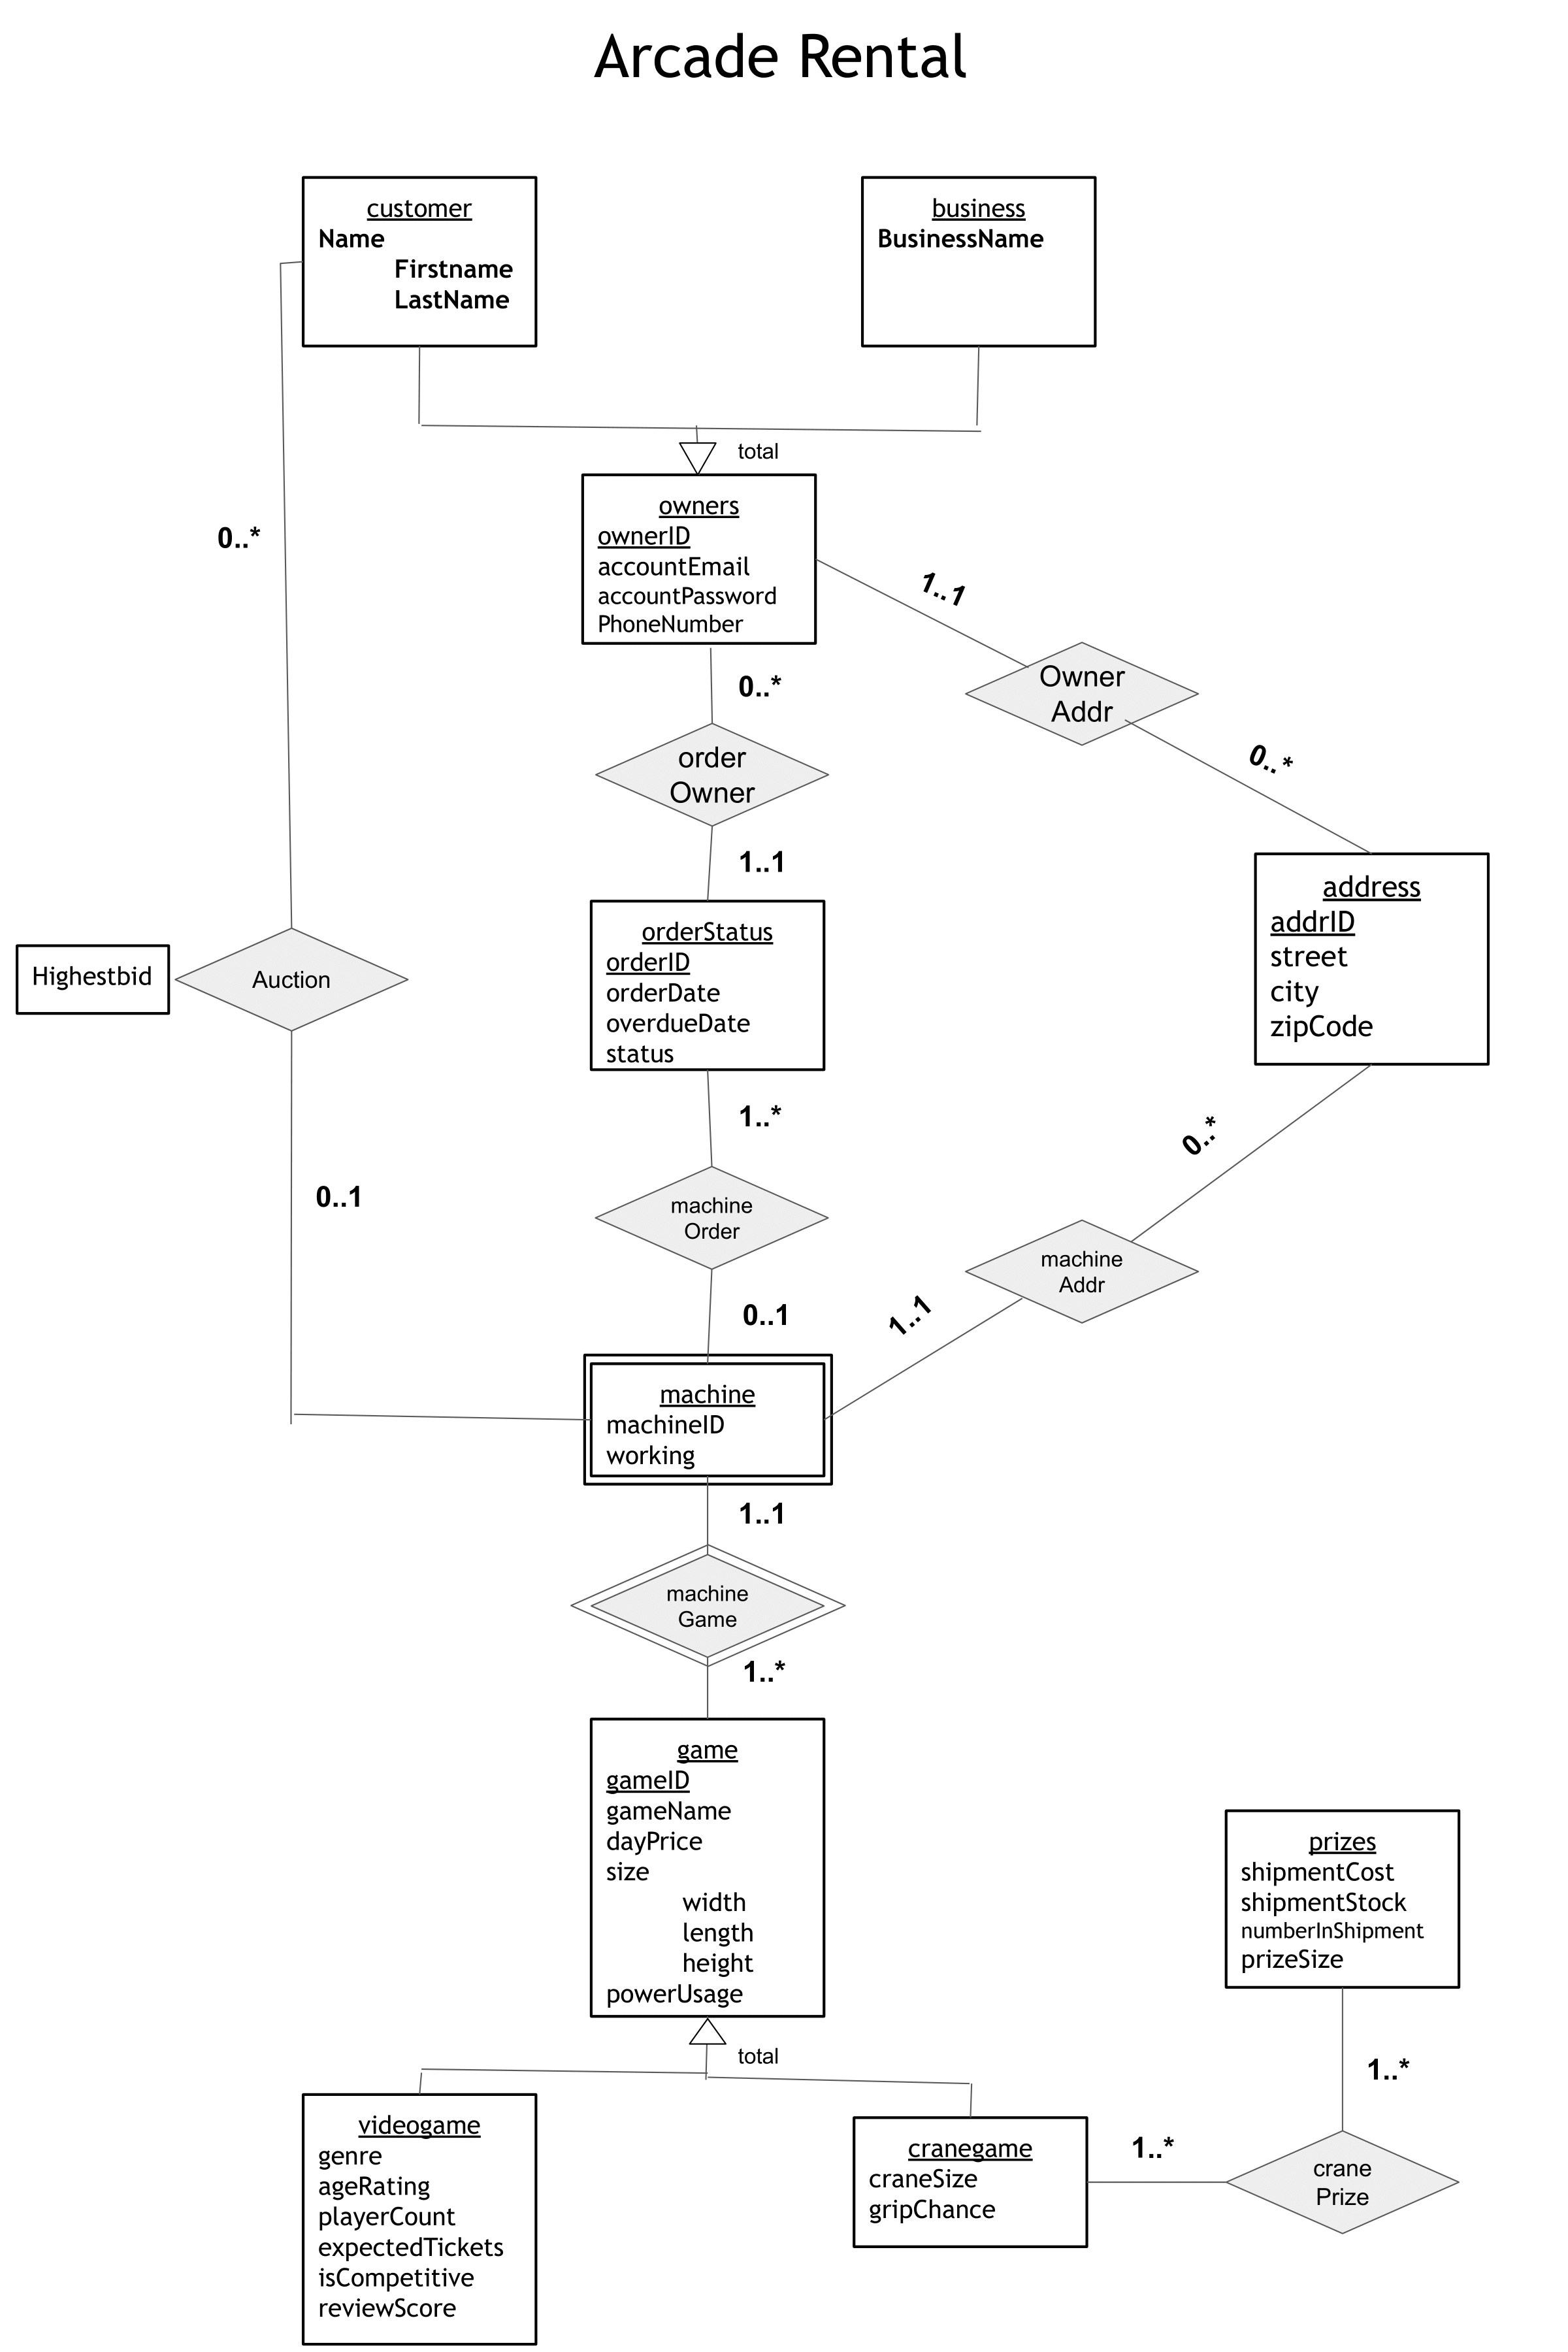 Arcade Rental
customer
Name
Firstname
LastName
business
BusinessName
total
owners
ownerID
accountEmail
accountPassword
PhoneNumber
0..*
1..1
Owner
Addr
0..*
0..*
order
Owner
1..1
address
addrID
street
city
zipCode
Highestbid
Auction
orderStatus
orderID
orderDate
overdueDate
status
1..*
0..*
0..1
machine
Order
machine
Addr
0..1
1..1
machine
machineID
working
1..1
machine
Game
1..*
game
gameID
gameName
dayPrice
size
width
length
height
powerUsage
prizes
shipmentCost
shipmentStock
numberInShipment
prizeSize
total
1..*
videogame
genre
ageRating
playerCount
expectedTickets
isCompetitive
reviewScore
cranegame
craneSize
gripChance
1..*
crane
Prize